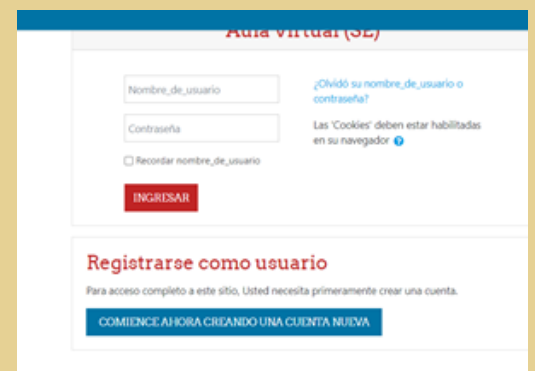 Aula Virtual (SE)
Nombre_de_usuario
Contraseña
Recordar nombre_de_usuario
INGRESAR
¿Olvidó su nombre_de_usuario o
contraseña?
Las 'Cookies' deben estar habilitadas
en su navegador
Registrarse como usuario
Para acceso completo a este sitio, Usted necesita primeramente crear una cuenta.
COMIENCE AHORA CREANDO UNA CUENTA NUEVA